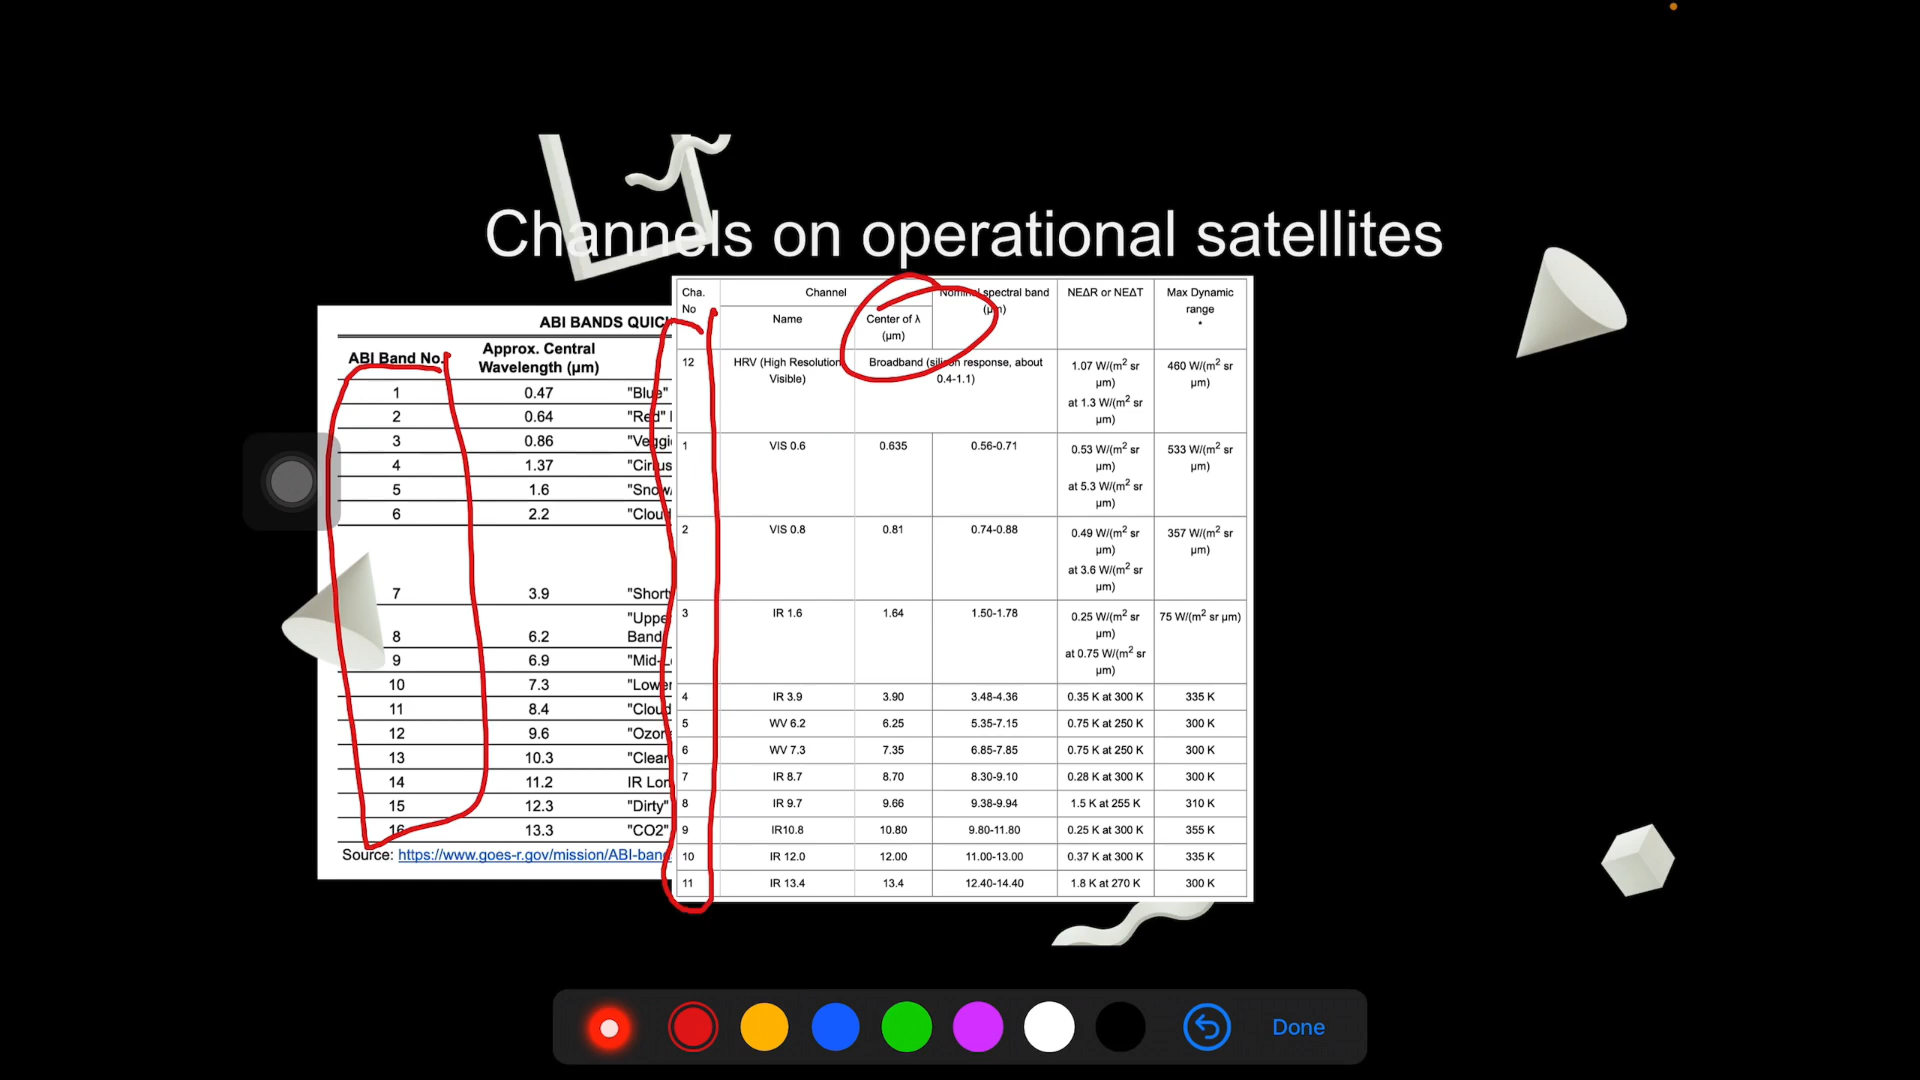 Channels on operational satellites
ABI BANDS QUIC
ABI Band No. Approx. Central Wavelength (µm)
1 0.47 "Blue"
2 0.64 "Red"
3 0.86 "Veggi
4 1.37 "Cirrus
5 1.6 "Snow/
6 2.2 "Cloud
7 3.9 "Short
8 6.2 "Uppe Band
9 6.9 "Mid-L
10 7.3 "Lower
11 8.4 "Cloud
12 9.6 "Ozon
13 10.3 "Clean
14 11.2 IR Lon
15 12.3 "Dirty"
16 13.3 "CO2"
Source: https://www.goes-r.gov/mission/ABI-band
Cha. No Channel Nominal spectral band (µm) NEΔR or NEΔT Max Dynamic range *
Name Center of λ (µm)
12 HRV (High Resolution Visible) Broadband (silicon response, about 0.4-1.1) 1.07 W/(m² sr µm) at 1.3 W/(m² sr µm) 460 W/(m² sr µm)
1 VIS 0.6 0.635 0.56-0.71 0.53 W/(m² sr µm) at 5.3 W/(m² sr µm) 533 W/(m² sr µm)
2 VIS 0.8 0.81 0.74-0.88 0.49 W/(m² sr µm) at 3.6 W/(m² sr µm) 357 W/(m² sr µm)
3 IR 1.6 1.64 1.50-1.78 0.25 W/(m² sr µm) at 0.75 W/(m² sr µm) 75 W/(m² sr µm)
4 IR 3.9 3.90 3.48-4.36 0.35 K at 300 K 335 K
5 WV 6.2 6.25 5.35-7.15 0.75 K at 250 K 300 K
6 WV 7.3 7.35 6.85-7.85 0.75 K at 250 K 300 K
7 IR 8.7 8.70 8.30-9.10 0.28 K at 300 K 300 K
8 IR 9.7 9.66 9.38-9.94 1.5 K at 255 K 310 K
9 IR10.8 10.80 9.80-11.80 0.25 K at 300 K 355 K
10 IR 12.0 12.00 11.00-13.00 0.37 K at 300 K 335 K
11 IR 13.4 13.4 12.40-14.40 1.8 K at 270 K 300 K
Done